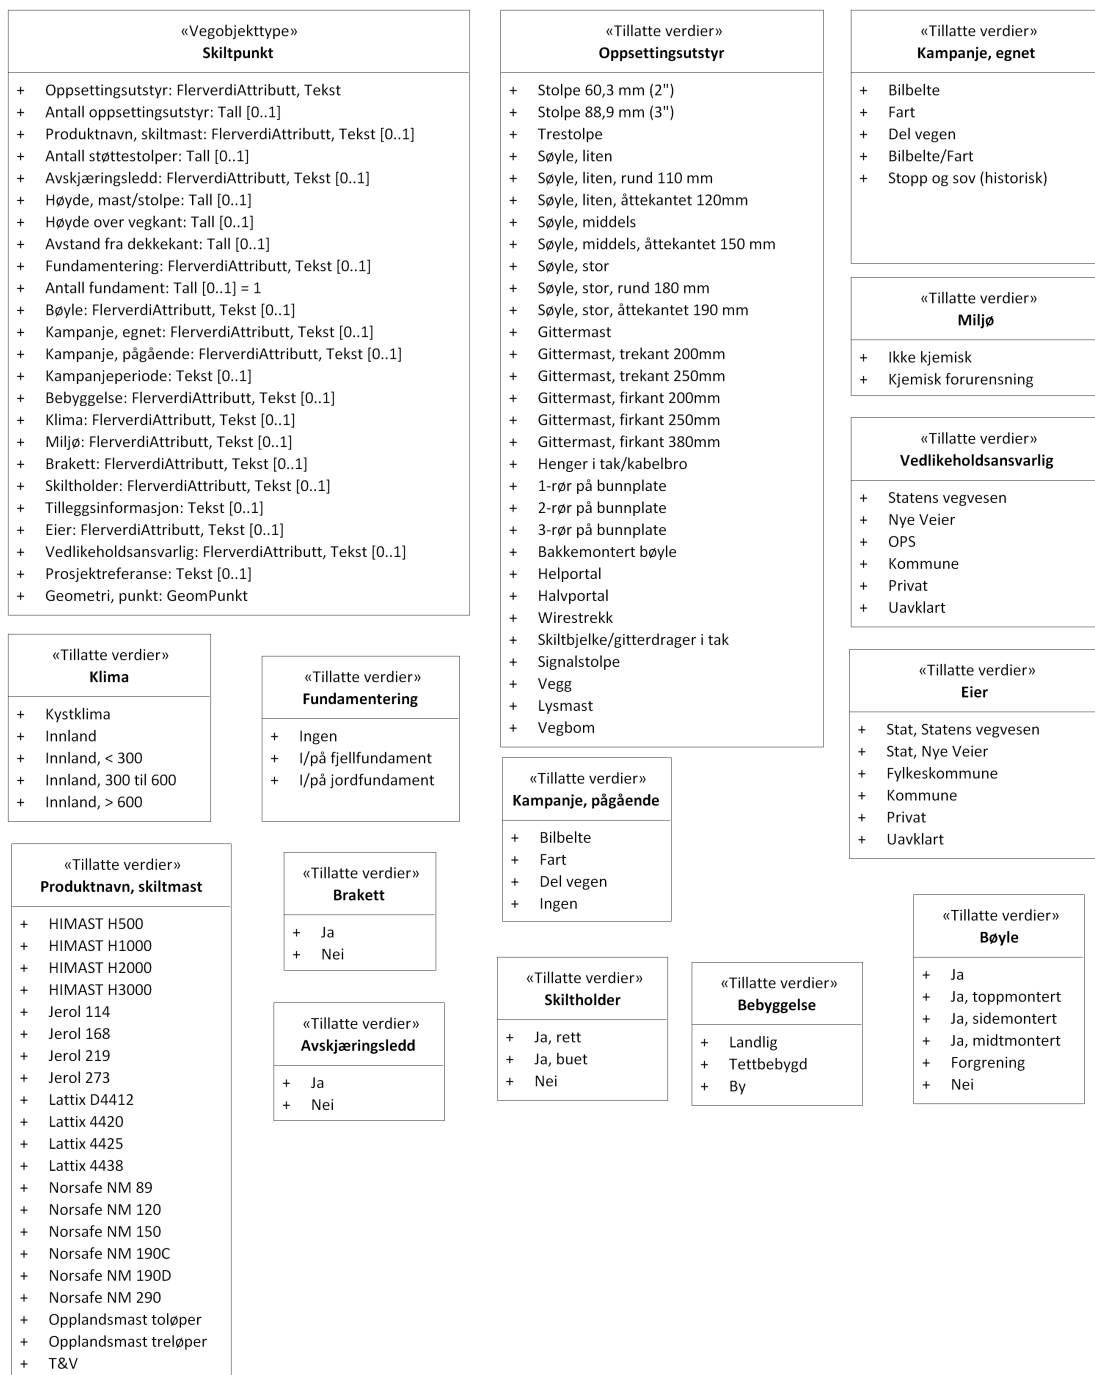 «Vegobjekttype»
Skiltpunkt
+ Oppsettingsutstyr: FlerverdiAttributt, Tekst
+ Antall oppsettingsutstyr: Tall [0..1]
+ Produktnavn, skiltmast: FlerverdiAttributt, Tekst [0..1]
+ Antall støttestolper: Tall [0..1]
+ Avskjæringsledd: FlerverdiAttributt, Tekst [0..1]
+ Høyde, mast/stolpe: Tall [0..1]
+ Høyde over vegkant: Tall [0..1]
+ Avstand fra dekkekant: Tall [0..1]
+ Fundamentering: FlerverdiAttributt, Tekst [0..1]
+ Antall fundament: Tall [0..1] = 1
+ Bøyle: FlerverdiAttributt, Tekst [0..1]
+ Kampanje, egnet: FlerverdiAttributt, Tekst [0..1]
+ Kampanje, pågående: FlerverdiAttributt, Tekst [0..1]
+ Kampanjeperiode: Tekst [0..1]
+ Bebyggelse: FlerverdiAttributt, Tekst [0..1]
+ Klima: FlerverdiAttributt, Tekst [0..1]
+ Miljø: FlerverdiAttributt, Tekst [0..1]
+ Brakett: FlerverdiAttributt, Tekst [0..1]
+ Skiltholder: FlerverdiAttributt, Tekst [0..1]
+ Tilleggsinformasjon: Tekst [0..1]
+ Eier: FlerverdiAttributt, Tekst [0..1]
+ Vedlikeholdsansvarlig: FlerverdiAttributt, Tekst [0..1]
+ Prosjektreferanse: Tekst [0..1]
+ Geometri, punkt: GeomPunkt
«Tillatte verdier»
Oppsettingsutstyr
+ Stolpe 60,3 mm (2")
+ Stolpe 88,9 mm (3")
+ Trestolpe
+ Søyle, liten
+ Søyle, liten, rund 110 mm
+ Søyle, liten, åttekantet 120mm
+ Søyle, middels
+ Søyle, middels, åttekantet 150 mm
+ Søyle, stor
+ Søyle, stor, rund 180 mm
+ Søyle, stor, åttekantet 190 mm
+ Gittermast
+ Gittermast, trekant 200mm
+ Gittermast, trekant 250mm
+ Gittermast, firkant 200mm
+ Gittermast, firkant 250mm
+ Gittermast, firkant 380mm
+ Henger i tak/kabelbro
+ 1-rør på bunnplate
+ 2-rør på bunnplate
+ 3-rør på bunnplate
+ Bakkemontert bøyle
+ Helportal
+ Halvportal
+ Wirestrekk
+ Skiltbjelke/gitterdrager i tak
+ Signalstolpe
+ Vegg
+ Lysmast
+ Vegbom
«Tillatte verdier»
Kampanje, egnet
+ Bilbelte
+ Fart
+ Del vegen
+ Bilbelte/Fart
+ Stopp og sov (historisk)
«Tillatte verdier»
Miljø
+ Ikke kjemisk
+ Kjemisk forurensning
«Tillatte verdier»
Vedlikeholdsansvarlig
+ Statens vegvesen
+ Nye Veier
+ OPS
+ Kommune
+ Privat
+ Uavklart
«Tillatte verdier»
Klima
+ Kystklima
+ Innland
+ Innland, < 300
+ Innland, 300 til 600
+ Innland, > 600
«Tillatte verdier»
Fundamentering
+ Ingen
+ I/på fjellfundament
+ I/på jordfundament
«Tillatte verdier»
Eier
+ Stat, Statens vegvesen
+ Stat, Nye Veier
+ Fylkeskommune
+ Kommune
+ Privat
+ Uavklart
«Tillatte verdier»
Kampanje, pågående
+ Bilbelte
+ Fart
+ Del vegen
+ Ingen
«Tillatte verdier»
Produktnavn, skiltmast
+ HIMAST H500
+ HIMAST H1000
+ HIMAST H2000
+ HIMAST H3000
+ Jerol 114
+ Jerol 168
+ Jerol 219
+ Jerol 273
+ Lattix D4412
+ Lattix 4420
+ Lattix 4425
+ Lattix 4438
+ Norsafe NM 89
+ Norsafe NM 120
+ Norsafe NM 150
+ Norsafe NM 190C
+ Norsafe NM 190D
+ Norsafe NM 290
+ Opplandsmast toløper
+ Opplandsmast treløper
+ T&V
«Tillatte verdier»
Brakett
+ Ja
+ Nei
«Tillatte verdier»
Avskjæringsledd
+ Ja
+ Nei
«Tillatte verdier»
Skiltholder
+ Ja, rett
+ Ja, buet
+ Nei
«Tillatte verdier»
Bebyggelse
+ Landlig
+ Tettbebygd
+ By
«Tillatte verdier»
Bøyle
+ Ja
+ Ja, toppmontert
+ Ja, sidemontert
+ Ja, midtmontert
+ Forgrening
+ Nei